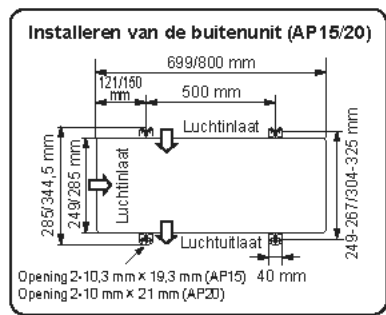 Installeren van de buitenunit (AP15/20)
699/800 mm
121/150
mm
500 mm
Luchtinlaat
285/344,5 mm
249/285 mm
Luchtinlaat
249-267/304-325 mm
Luchtuitlaat
Opening 2-10,3 mm × 19,3 mm (AP15)
Opening 2-10 mm × 21 mm (AP20)
40 mm